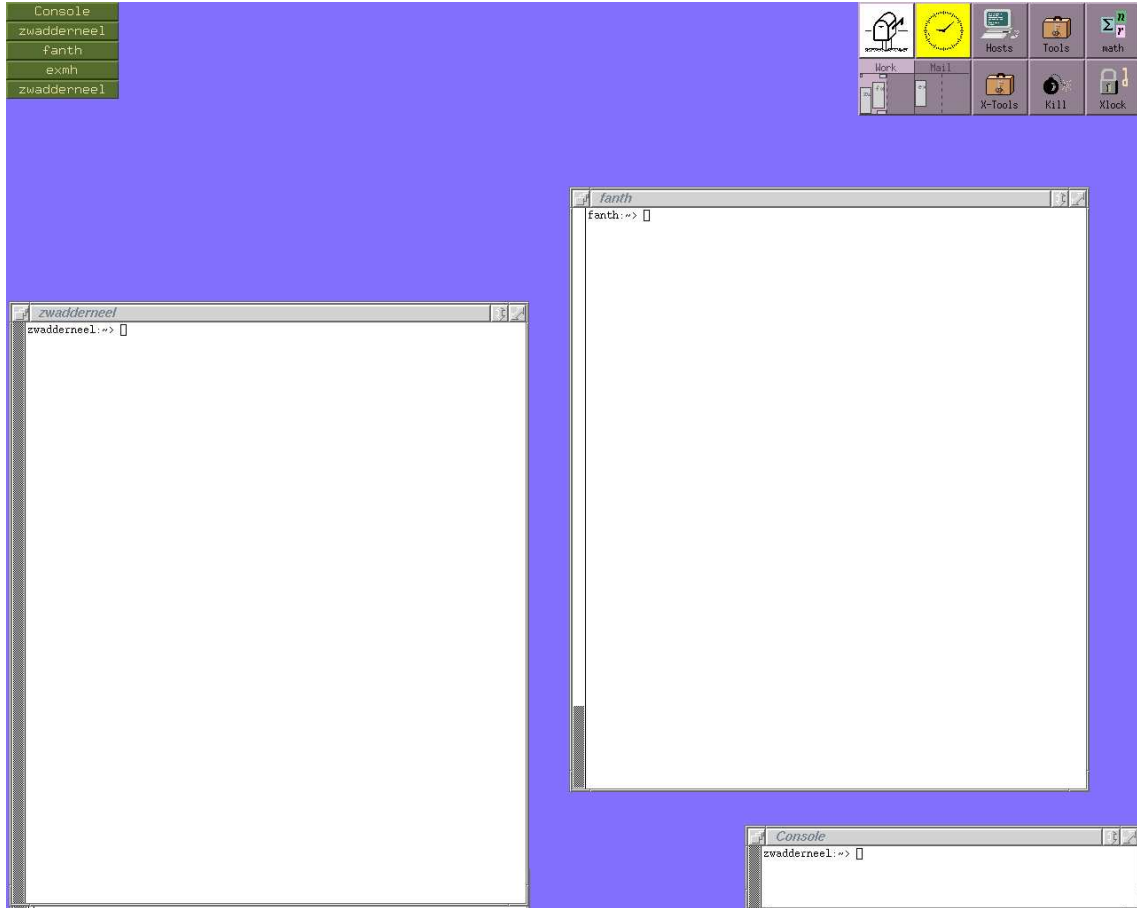 Console
zwadderneel
fanth
exmh
zwadderneel
Hosts
Tools
Σ n r
math
Work
Mail
X-Tools
Kill
Xlock
fanth
fanth:~>
zwadderneel
zwadderneel:~>
Console
zwadderneel:~>